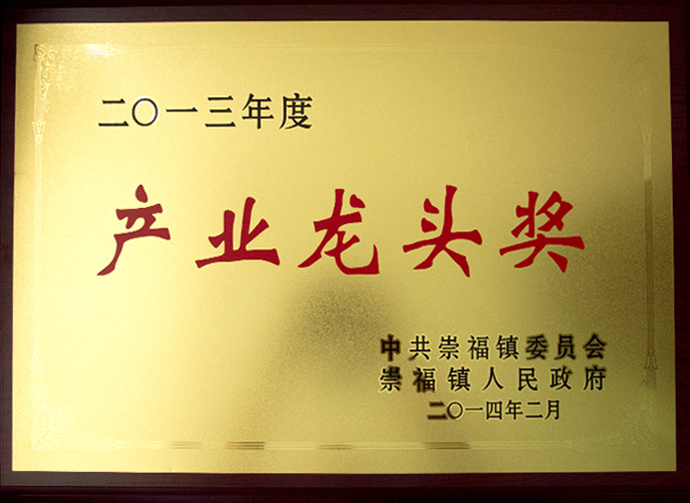 二〇一三年度
产业龙头奖
中共崇福镇委员会
崇福镇人民政府
二〇一四年二月